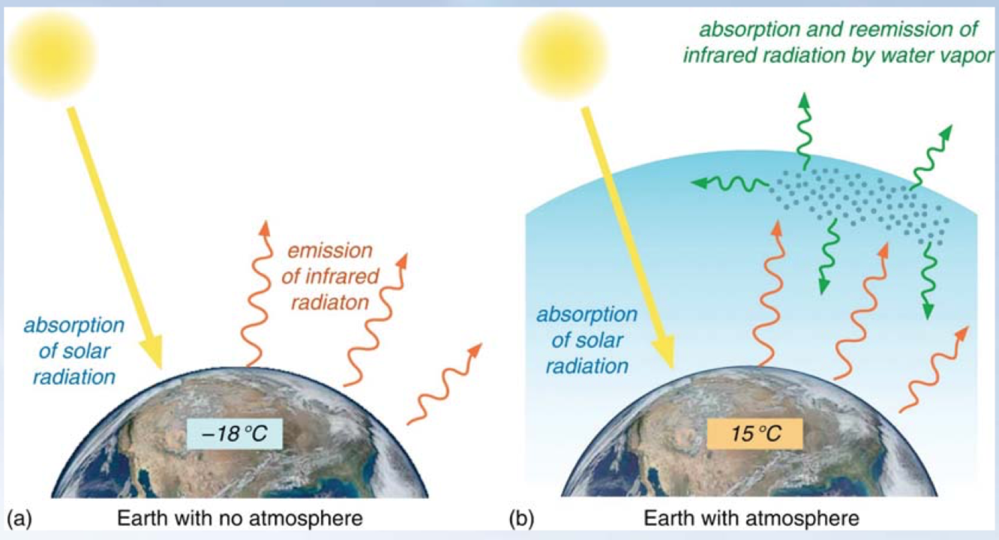 absorption
of solar
radiation
emission
of infrared
radiaton
–18 °C
(a)
Earth with no atmosphere
absorption and reemission of
infrared radiation by water vapor
absorption
of solar
radiation
15 °C
(b)
Earth with atmosphere